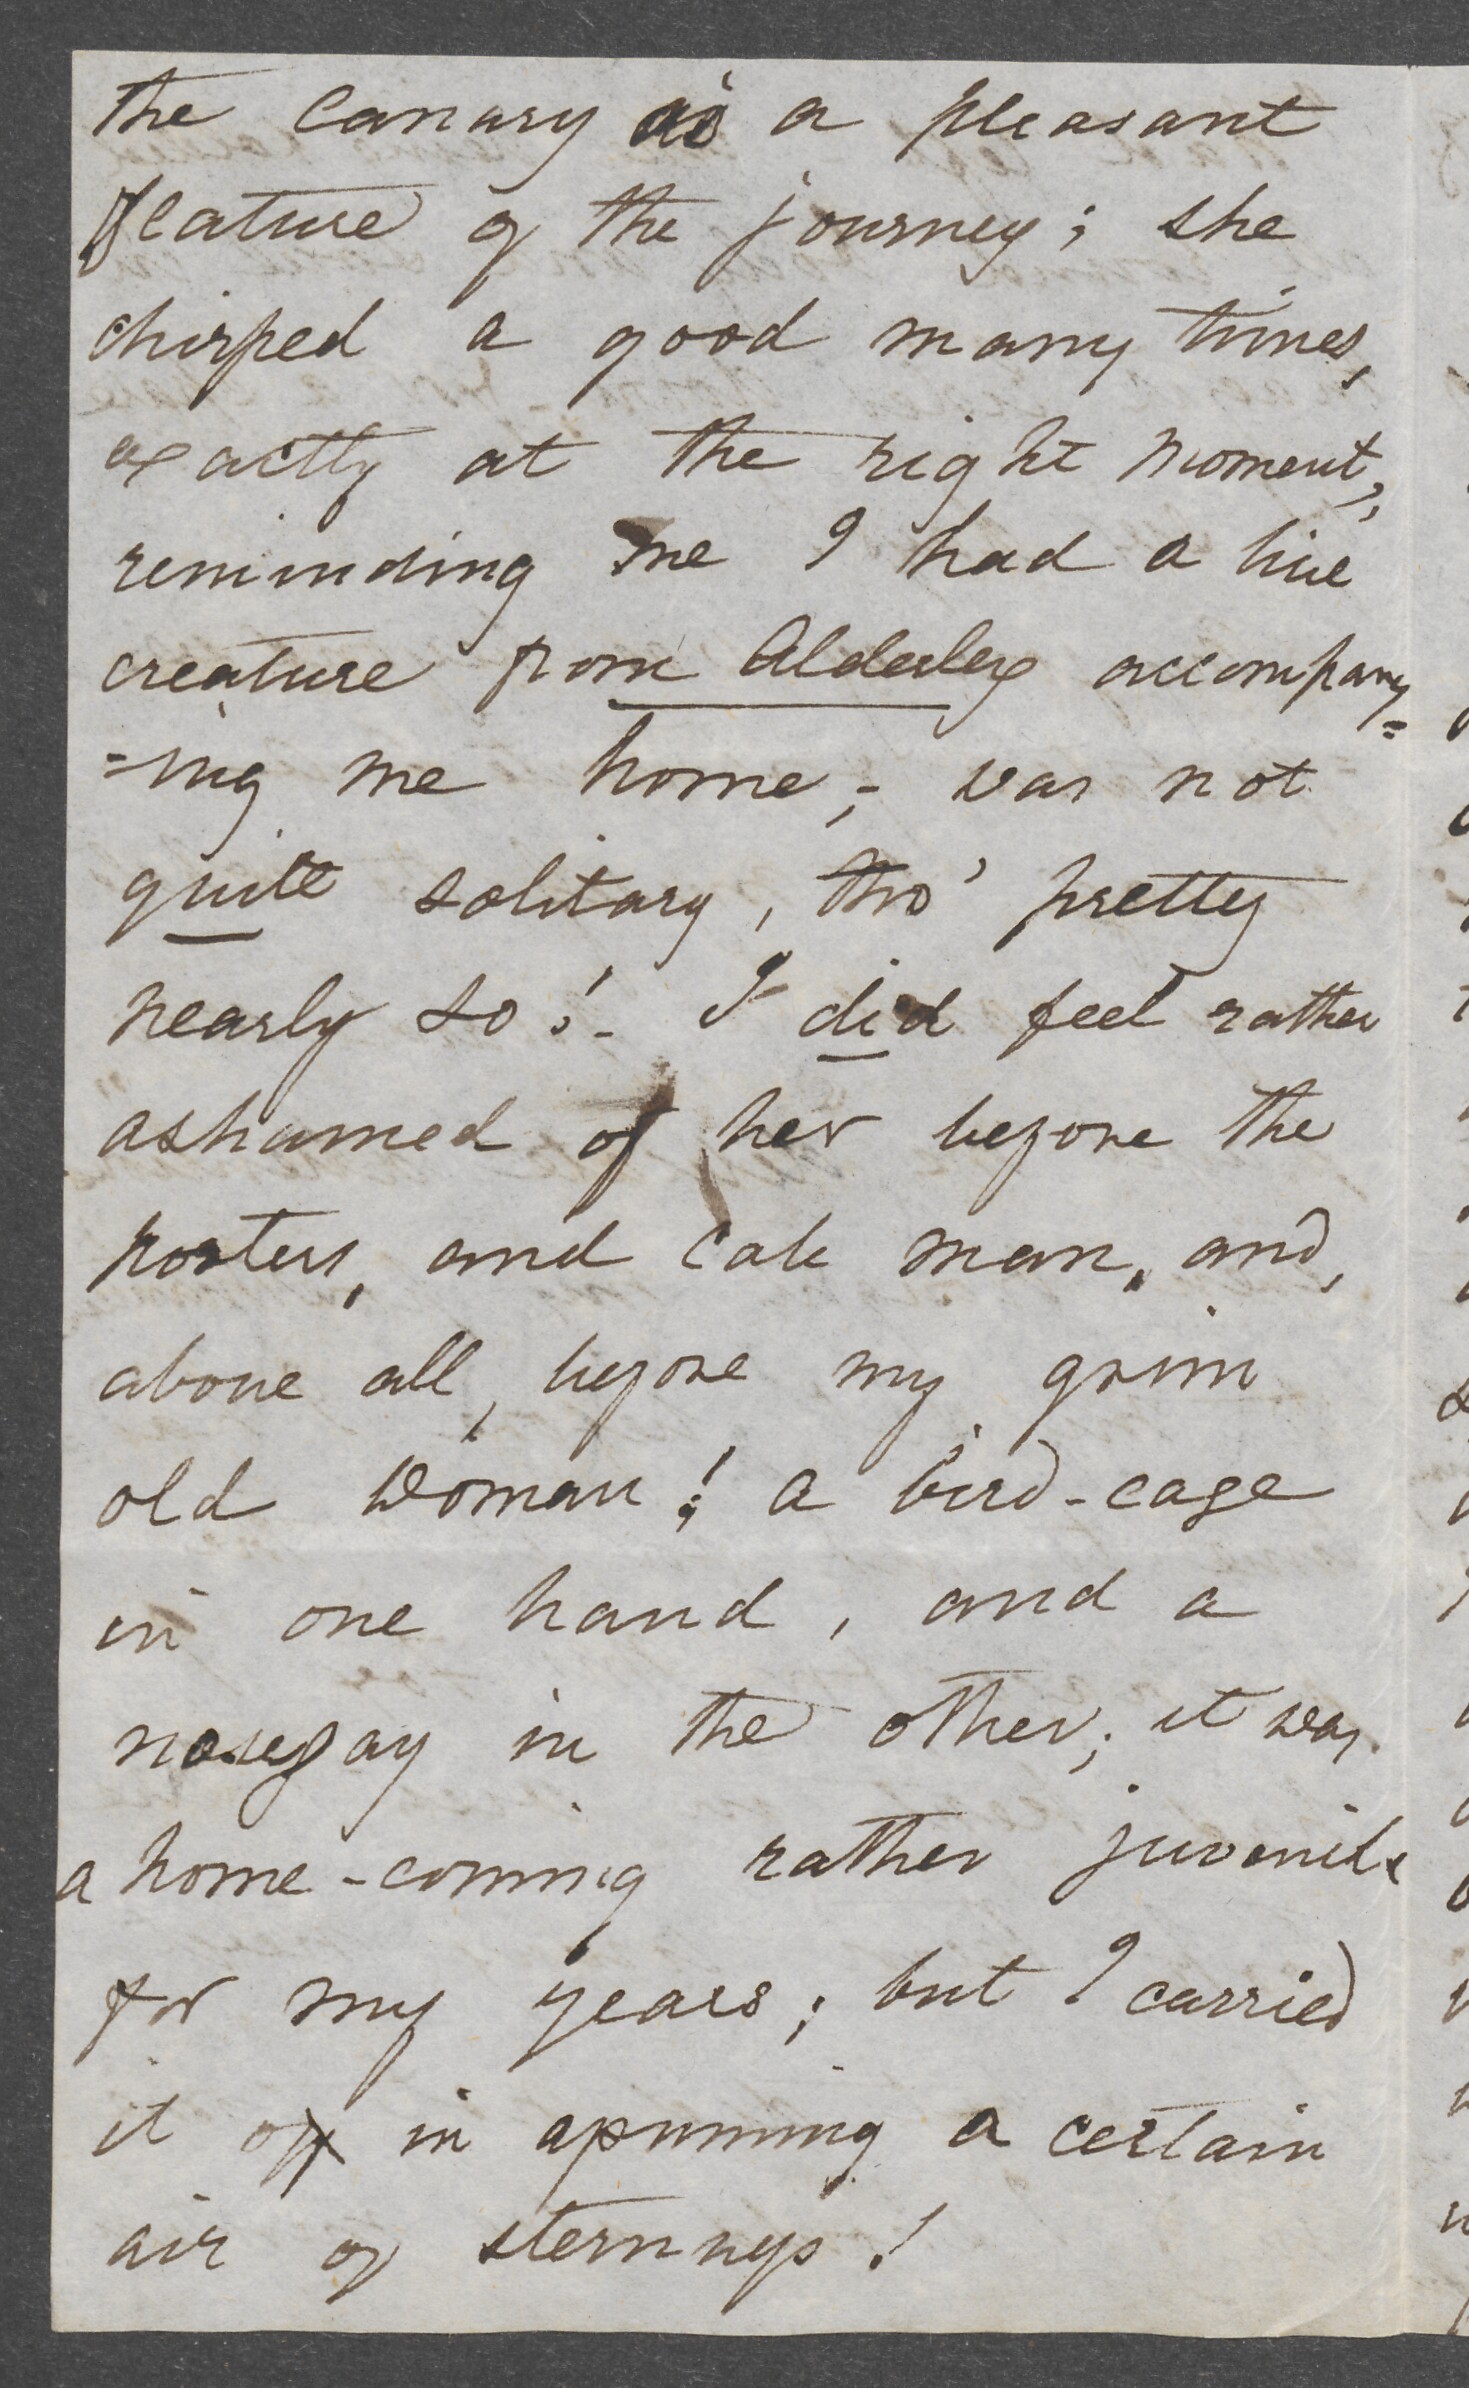 the canary as a pleasant
feature of the journey; she
chirped a good many times,
exactly at the right moment,
reminding me I had a live
creature from Alderley accompany=
=ing me home;- was not
quite solitary, tho' pretty
nearly so!- I did feel rather
ashamed of her before the
porters, and cab man, and,
above all, before my grim
old woman! a bird-cage
in one hand, and a
nosegay in the other; it was
a home-coming rather juvenile
for my years; but I carried
it off in assuming a certain
air of sternness!